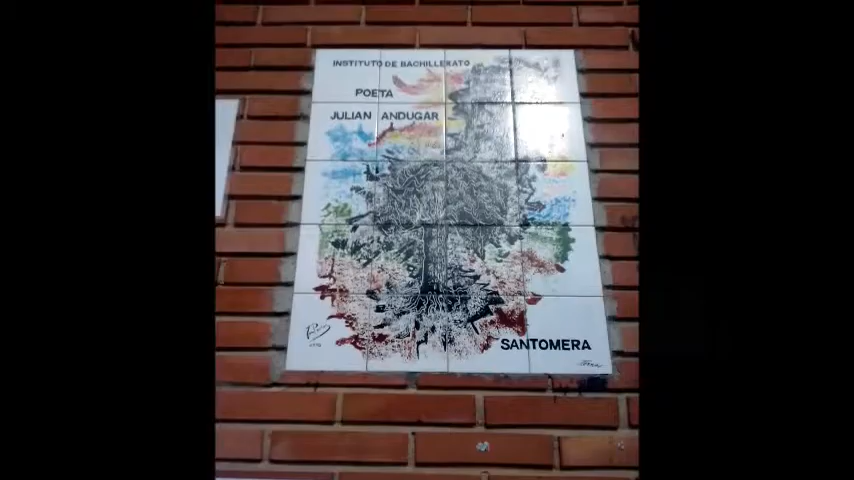 INSTITUTO DE BACHILLERATO
POETA
JULIAN ANDUGAR
SANTOMERA